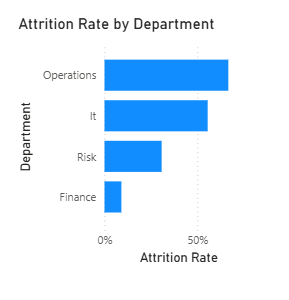 Attrition Rate by Department
Operations
It
Risk
Finance
Department
0% 50%
Attrition Rate